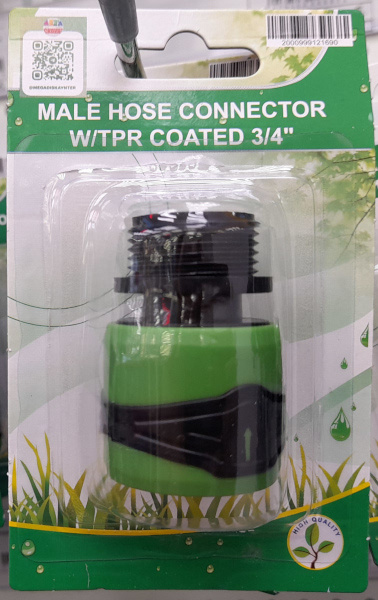 2000999121690
MALE HOSE CONNECTOR
W/TPR COATED 3/4"
HIGH QUALITY